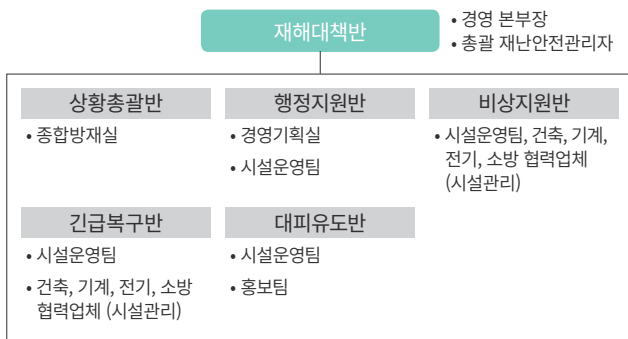 재해대책반
• 경영 본부장
• 총괄 재난안전관리자
상황총괄반
• 종합방재실
행정지원반
• 경영기획실
• 시설운영팀
비상지원반
• 시설운영팀, 건축, 기계,
전기, 소방 협력업체
(시설관리)
긴급복구반
• 시설운영팀
• 건축, 기계, 전기, 소방
협력업체 (시설관리)
대피유도반
• 시설운영팀
• 홍보팀